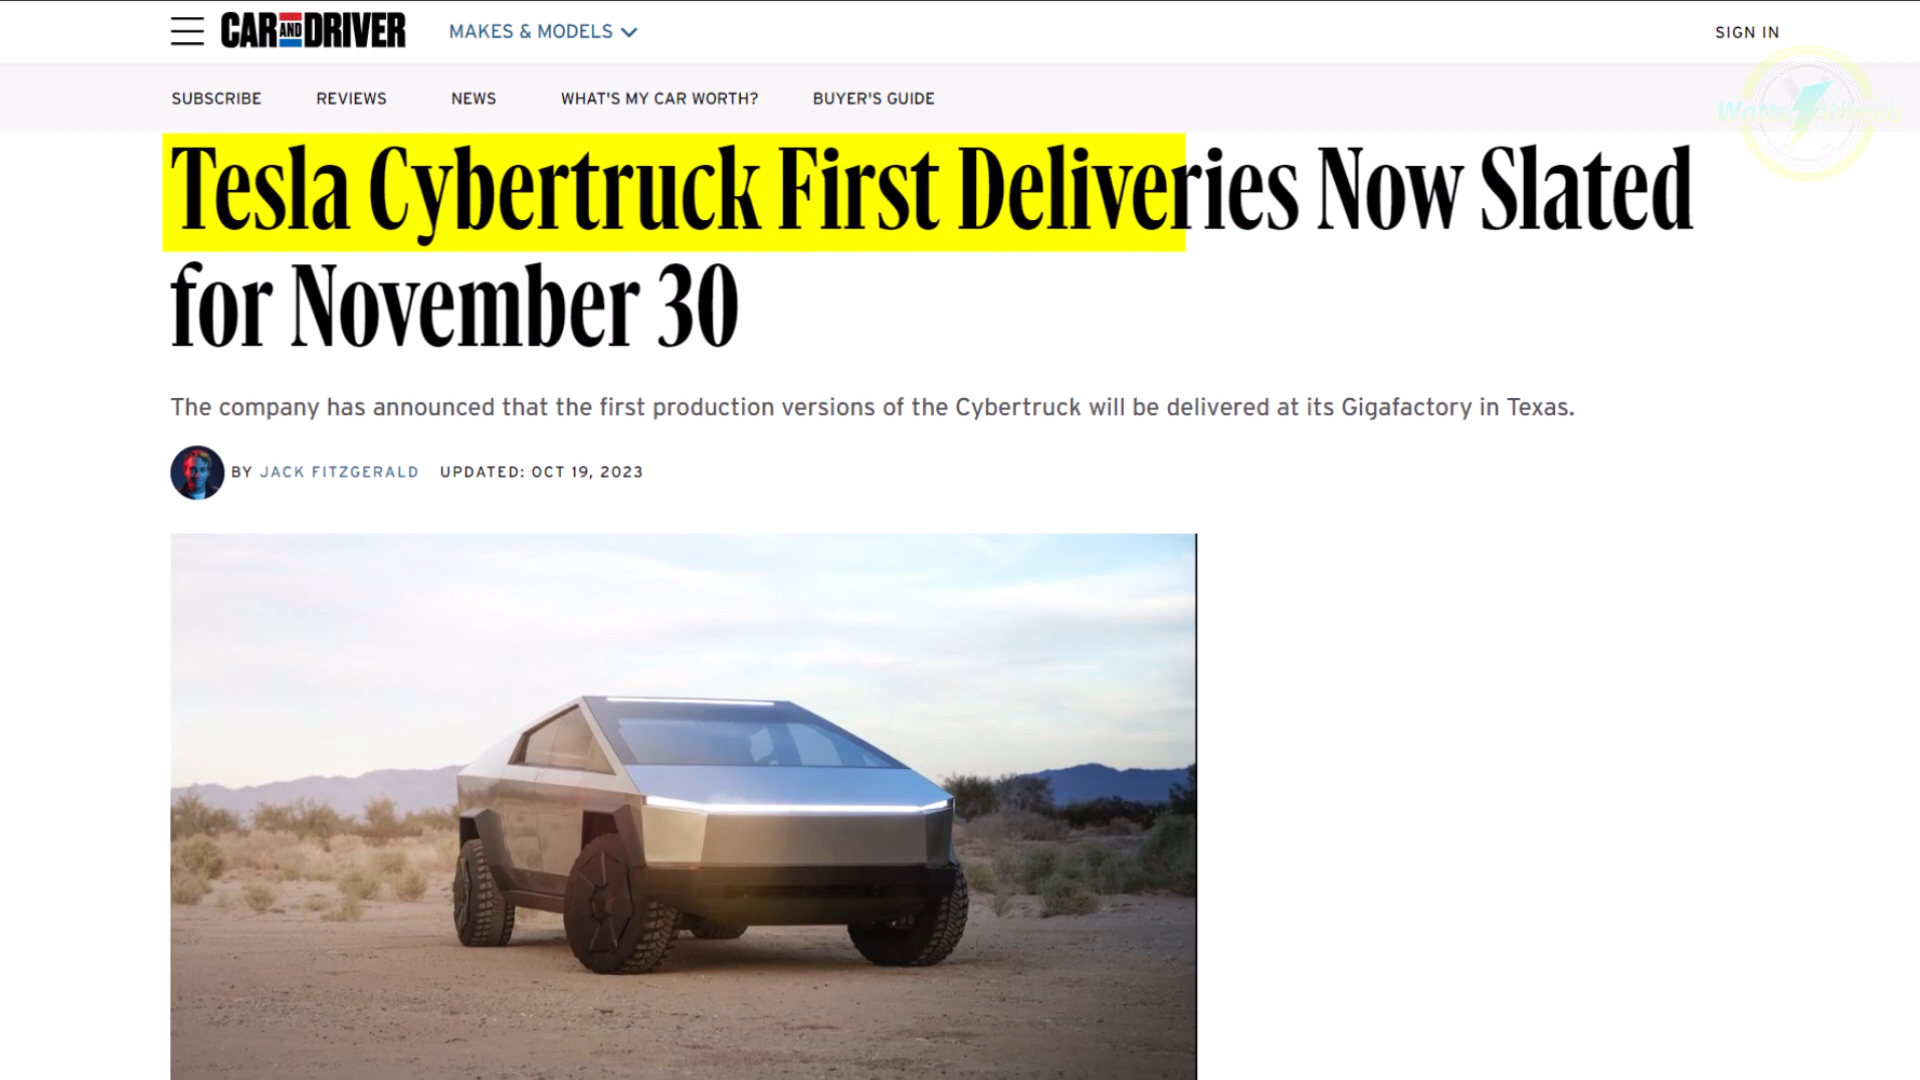 CAR AND DRIVER
MAKES & MODELS
SIGN IN
SUBSCRIBE
REVIEWS
NEWS
WHAT'S MY CAR WORTH?
BUYER'S GUIDE
Tesla Cybertruck First Deliveries Now Slated
for November 30
The company has announced that the first production versions of the Cybertruck will be delivered at its Gigafactory in Texas.
BY JACK FITZGERALD UPDATED: OCT 19, 2023